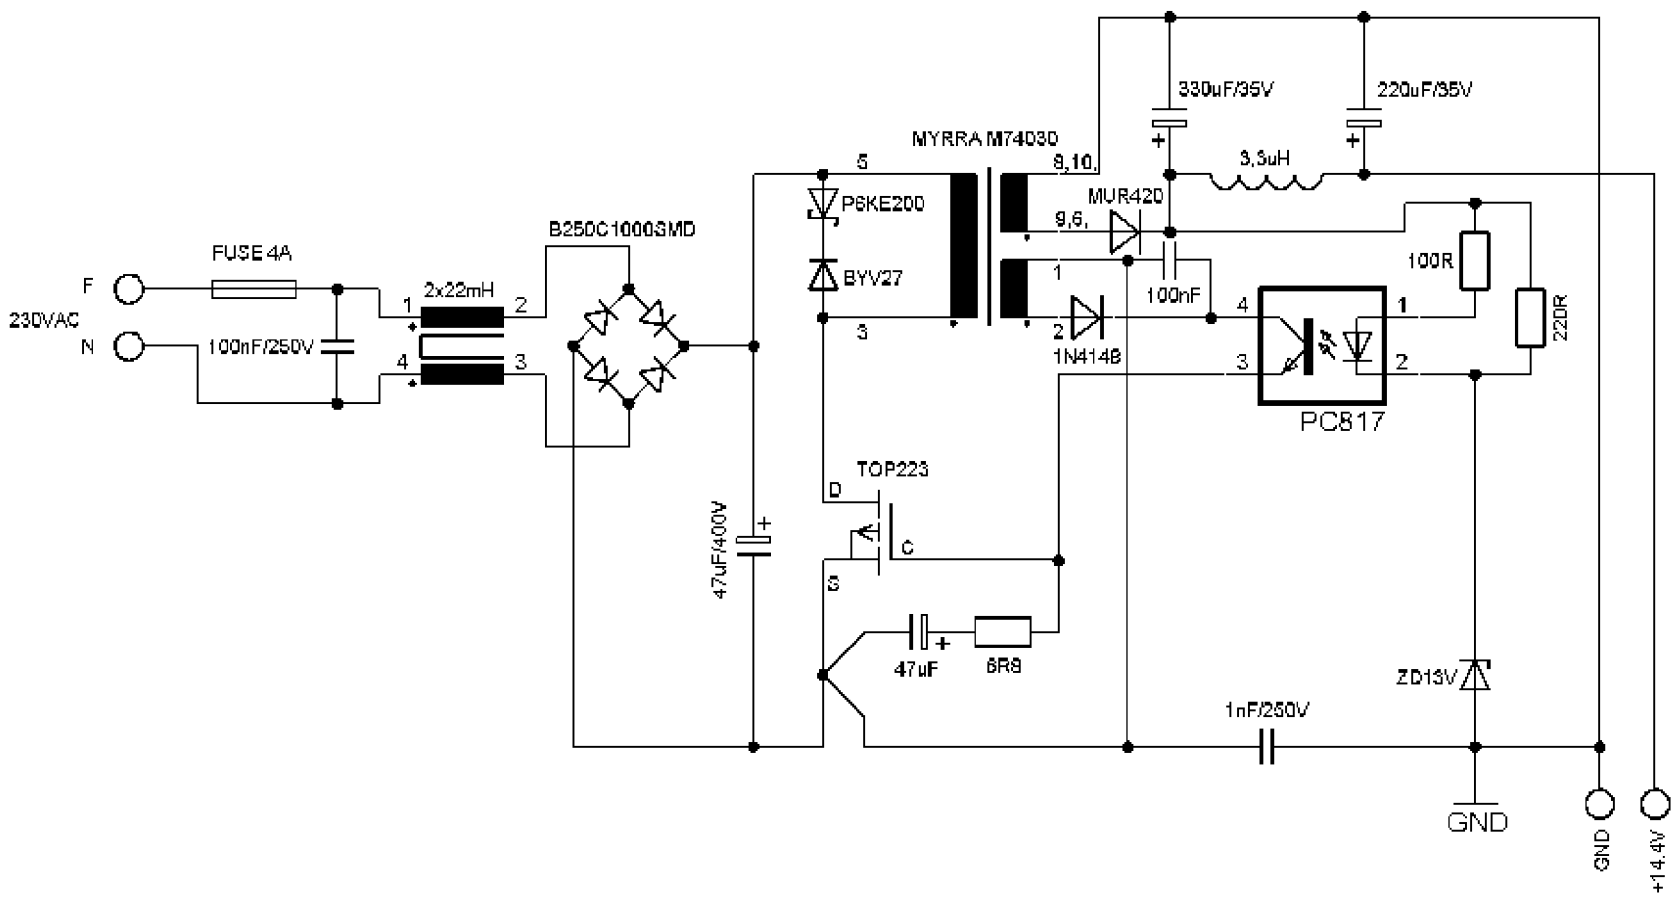 330uF/35V
220uF/35V
MYRRA M74030
5
8,10,
3,3uH
MUR420
P6KE200
B250C1000SMD
9,6,
FUSE 4A
100R
BYV27
1
F
2x22mH
100nF
1
2
4
1
220R
230VAC
3
2
1N4148
N
100nF/250V
4
3
3
2
PC817
TOP223
D
47uF/400V
+
C
S
+
+
+
47uF
6R8
ZD13V
1nF/250V
GND
GND
+14.4V